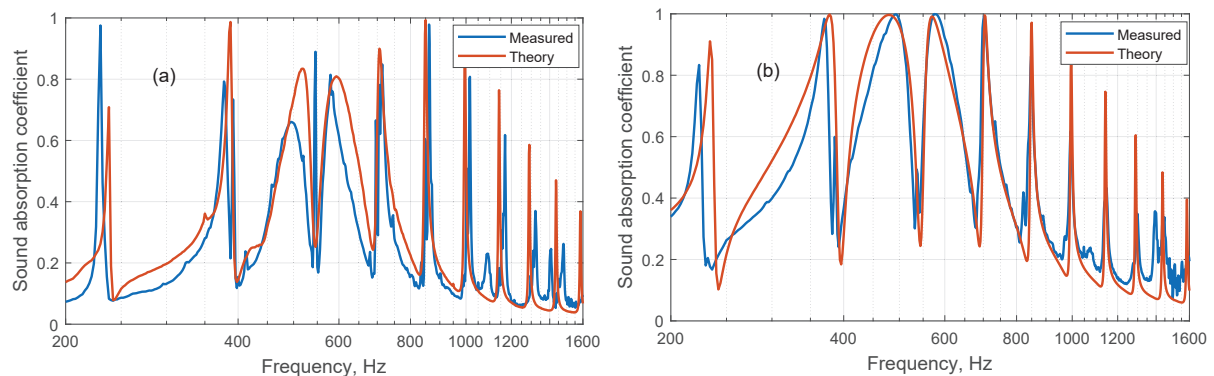 1
0.8
0.6
0.4
0.2
0
Sound absorption coefficient
(a)
Measured
Theory
200
400
600
800
1000
1200
1600
Frequency, Hz
1
0.8
0.6
0.4
0.2
0
Sound absorption coefficient
(b)
Measured
Theory
200
400
600
800
1000
1200
1600
Frequency, Hz